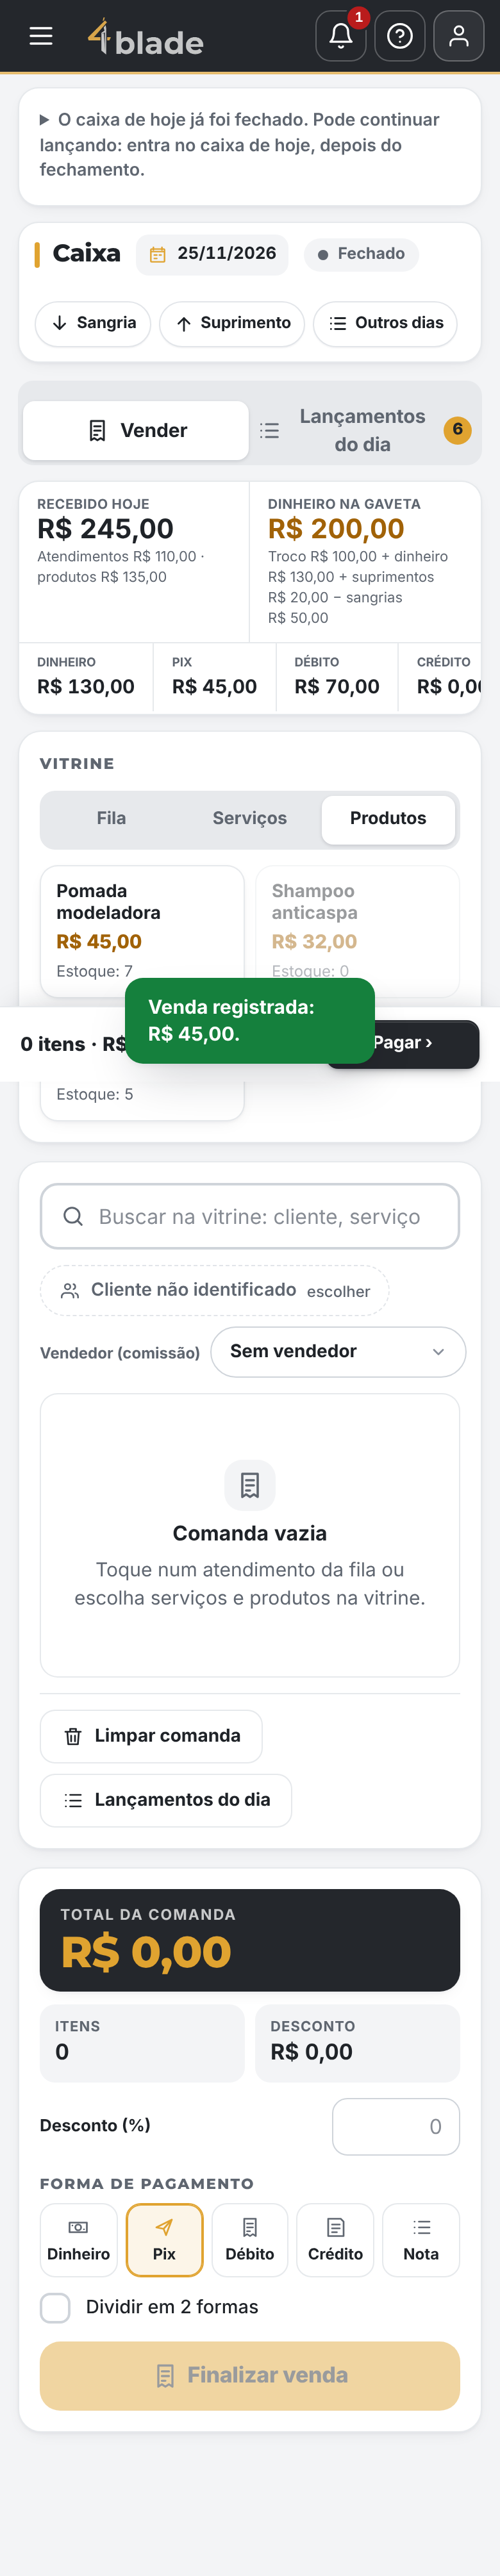 4blade
1
▶ O caixa de hoje já foi fechado. Pode continuar
lançando: entra no caixa de hoje, depois do
fechamento.
Caixa
25/11/2026
Fechado
Sangria
Suprimento
Outros dias
Vender
Lançamentos
do dia
6
RECEBIDO HOJE
R$ 245,00
Atendimentos R$ 110,00 ·
produtos R$ 135,00
DINHEIRO NA GAVETA
R$ 200,00
Troco R$ 100,00 + dinheiro
R$ 130,00 + suprimentos
R$ 20,00 − sangrias
R$ 50,00
DINHEIRO
R$ 130,00
PIX
R$ 45,00
DÉBITO
R$ 70,00
CRÉDITO
R$ 0,00
VITRINE
Fila
Serviços
Produtos
Pomada
modeladora
R$ 45,00
Estoque: 7
Shampoo
anticaspa
R$ 32,00
Estoque: 0
Venda registrada:
R$ 45,00.
0 itens · R$
Pagar ›
Estoque: 5
Buscar na vitrine: cliente, serviço
Cliente não identificado escolher
Vendedor (comissão)
Sem vendedor
Comanda vazia
Toque num atendimento da fila ou
escolha serviços e produtos na vitrine.
Limpar comanda
Lançamentos do dia
TOTAL DA COMANDA
R$ 0,00
ITENS
0
DESCONTO
R$ 0,00
Desconto (%)
0
FORMA DE PAGAMENTO
Dinheiro
Pix
Débito
Crédito
Nota
Dividir em 2 formas
Finalizar venda